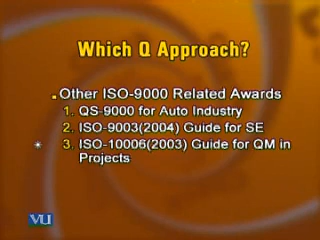 Which Q Approach?
Other ISO-9000 Related Awards
1. QS-9000 for Auto Industry
2. ISO-9003(2004) Guide for SE
3. ISO-10006(2003) Guide for QM in
Projects
VU